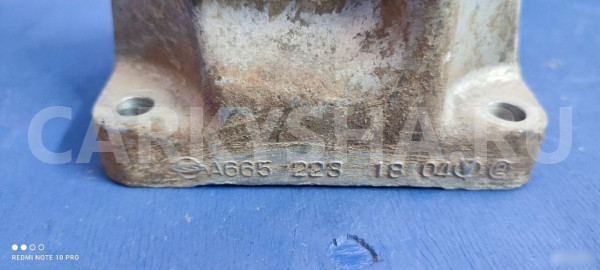 CARKYSHA.RU
A665 223 18 04
REDMI NOTE 10 PRO